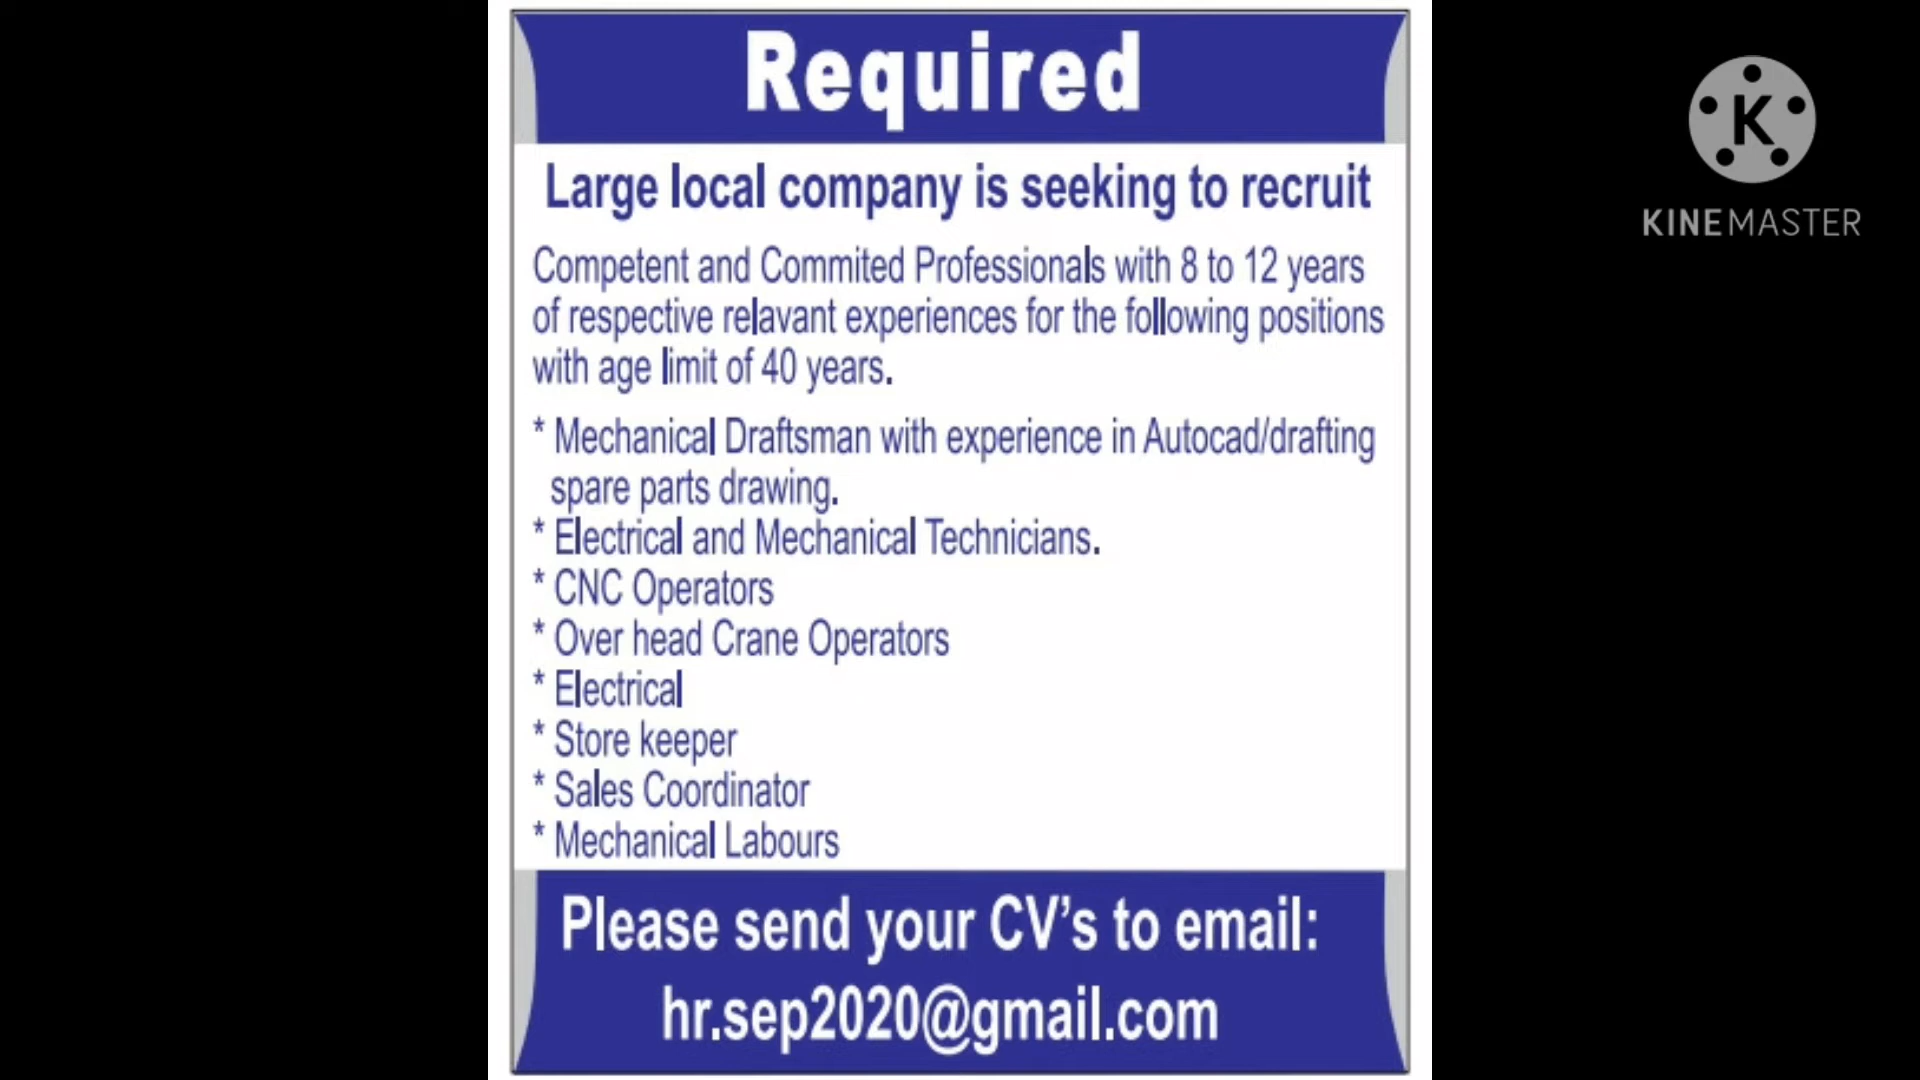 Required
Large local company is seeking to recruit
Competent and Commited Professionals with 8 to 12 years
of respective relavant experiences for the following positions
with age limit of 40 years.
* Mechanical Draftsman with experience in Autocad/drafting
spare parts drawing.
* Electrical and Mechanical Technicians.
* CNC Operators
* Over head Crane Operators
* Electrical
* Store keeper
* Sales Coordinator
* Mechanical Labours
Please send your CV’s to email:
hr.sep2020@gmail.com
K
KINEMASTER